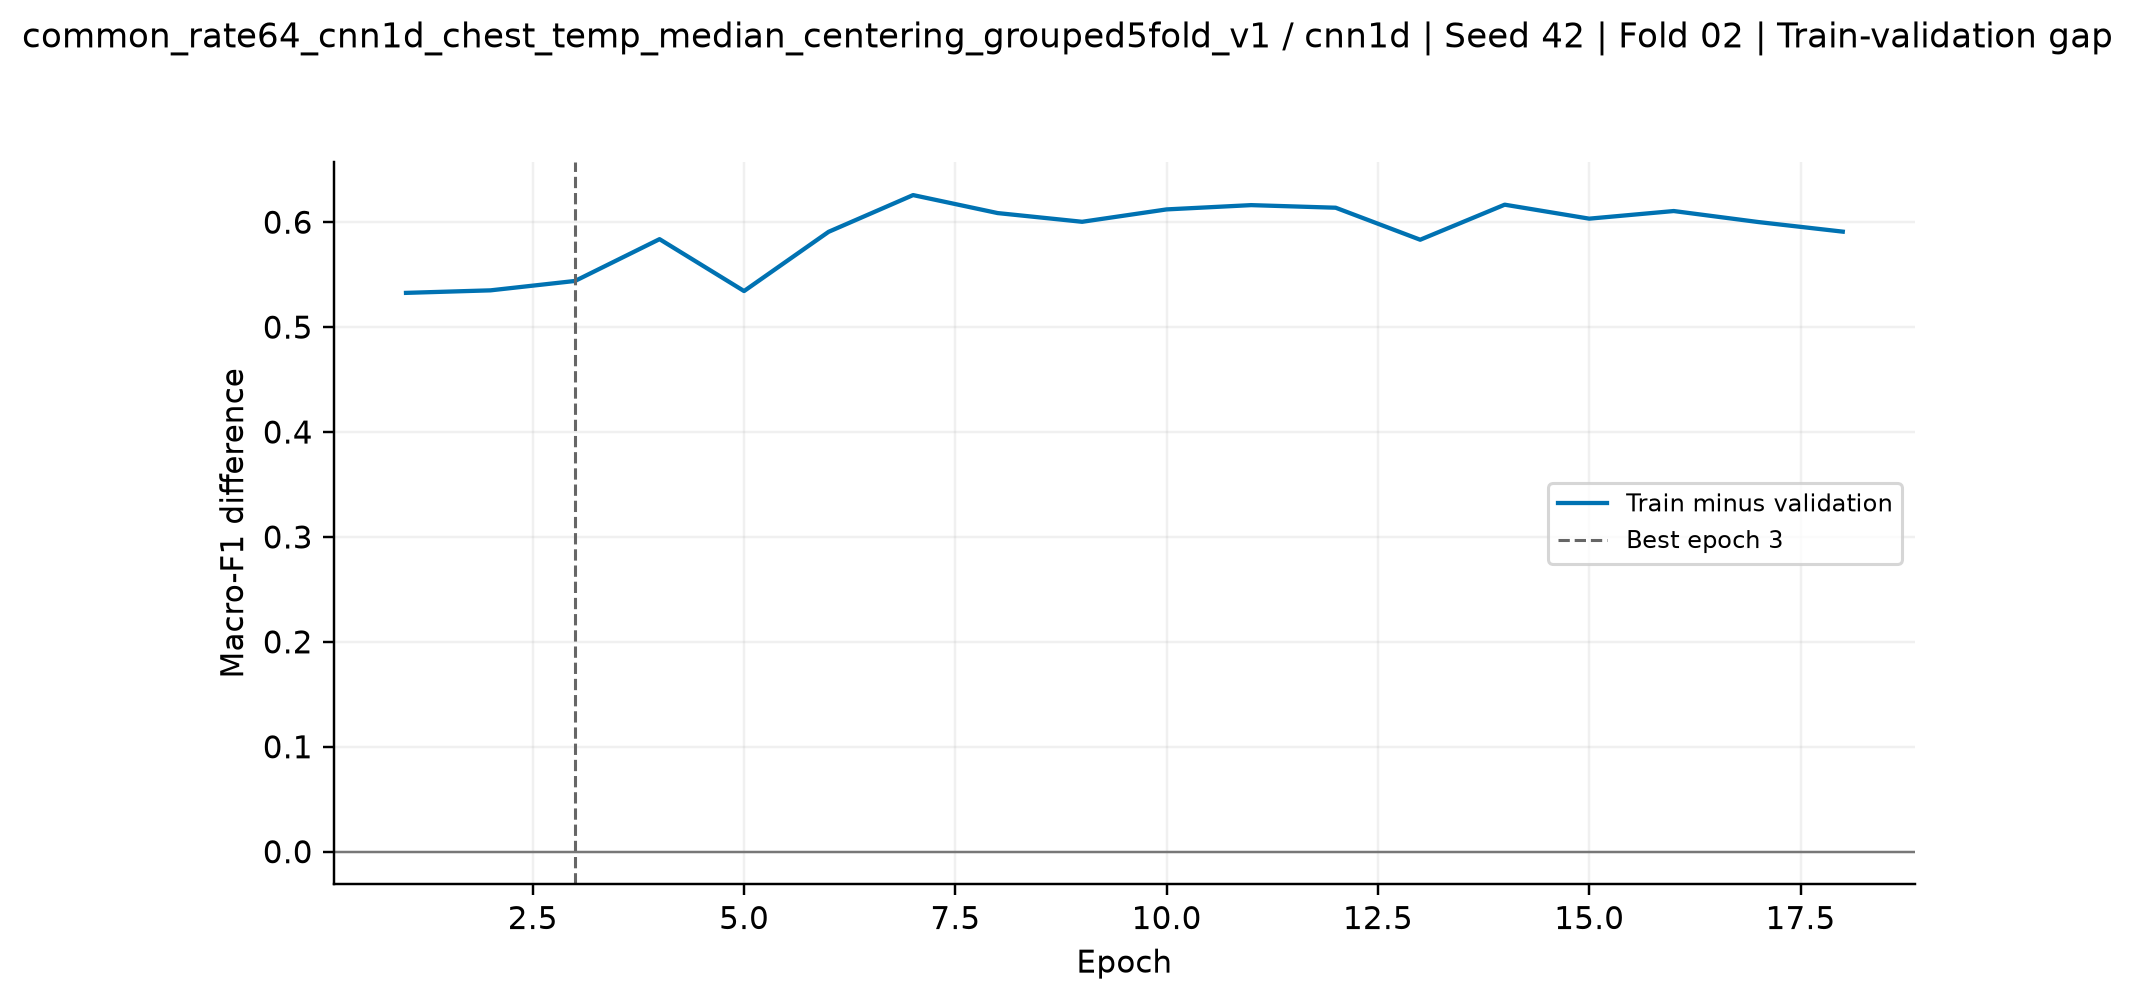 common_rate64_cnn1d_chest_temp_median_centering_grouped5fold_v1 / cnn1d | Seed 42 | Fold 02 | Train-validation gap
Macro-F1 difference
0.6
0.5
0.4
0.3
0.2
0.1
0.0
Train minus validation
Best epoch 3
2.5 5.0 7.5 10.0 12.5 15.0 17.5
Epoch